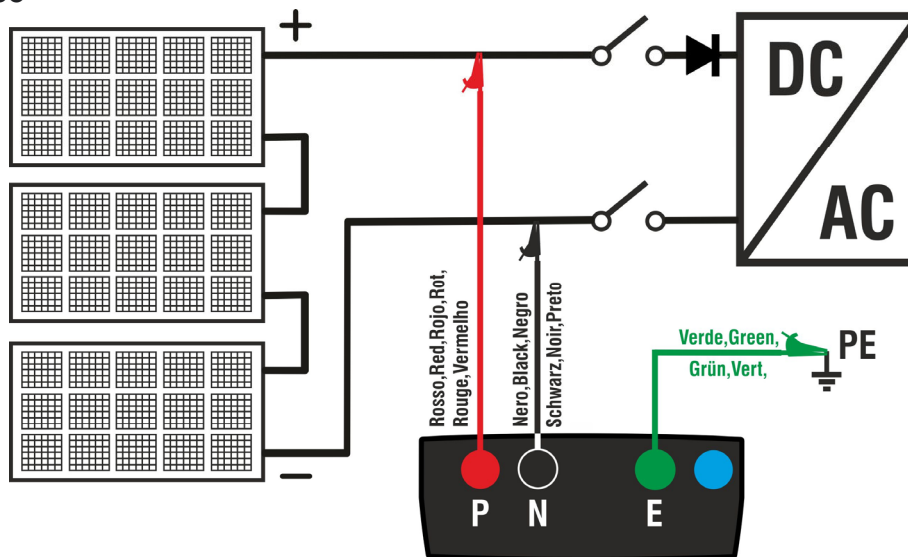 +
DC
AC
Rosso,Red,Rojo,Rot,
Rouge,Vermelho
Nero,Black,Negro
Schwarz,Noir,Preto
Verde,Green,
Grün,Vert,
PE
−
P N E